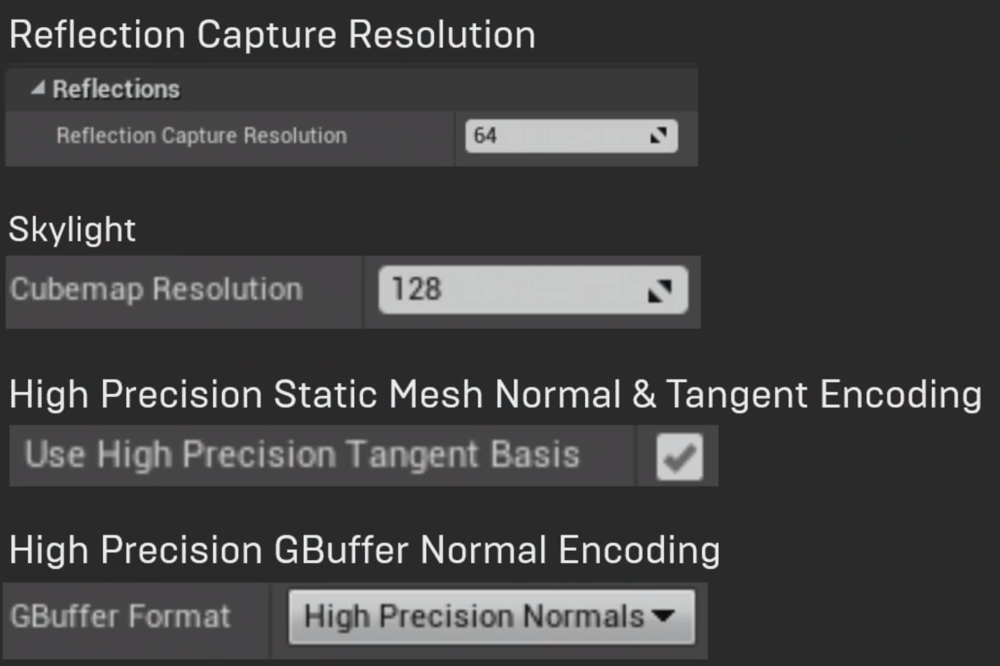 Reflection Capture Resolution
Reflections
Reflection Capture Resolution 64
Skylight
Cubemap Resolution 128
High Precision Static Mesh Normal & Tangent Encoding
Use High Precision Tangent Basis
High Precision GBuffer Normal Encoding
GBuffer Format High Precision Normals